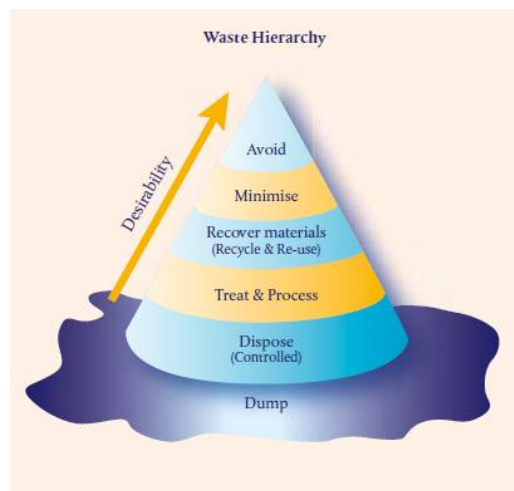 Waste Hierarchy
Desirability
Avoid
Minimise
Recover materials
(Recycle & Re-use)
Treat & Process
Dispose
(Controlled)
Dump